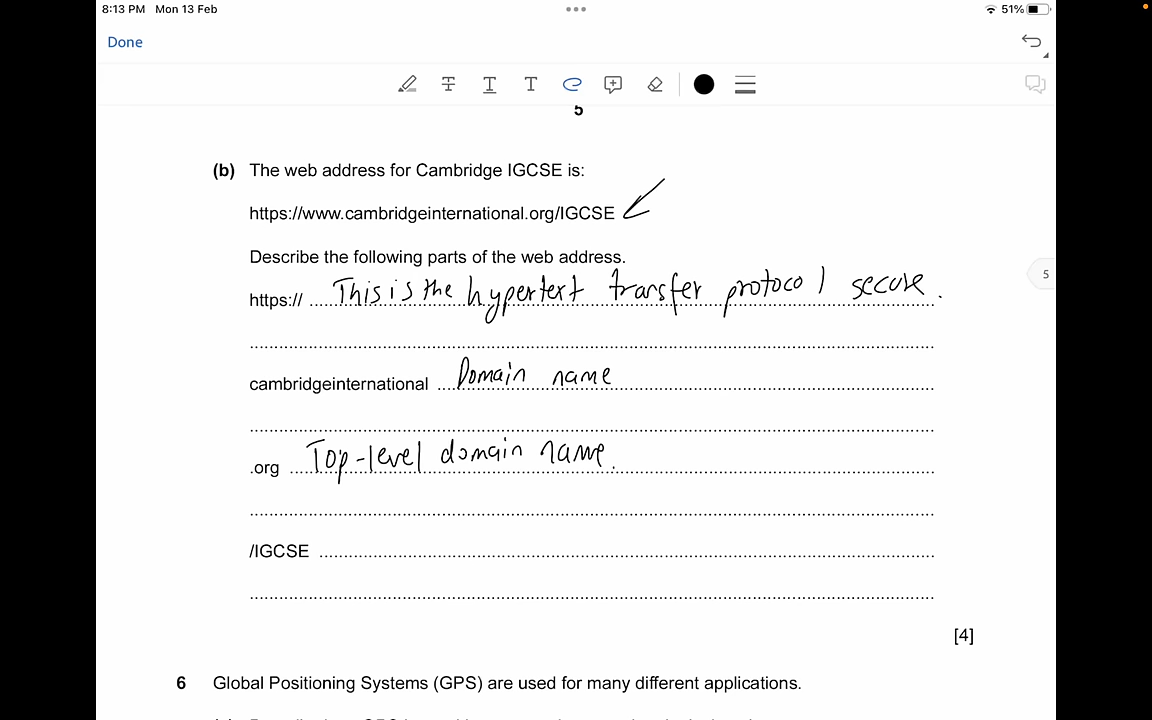 8:13 PM Mon 13 Feb
51%
Done
T T T
5
(b) The web address for Cambridge IGCSE is:
https://www.cambridgeinternational.org/IGCSE
Describe the following parts of the web address.
https:// This is the hypertext transfer protocol secure.
5
cambridgeinternational Domain name
.org Top-level domain name.
/IGCSE
[4]
6 Global Positioning Systems (GPS) are used for many different applications.